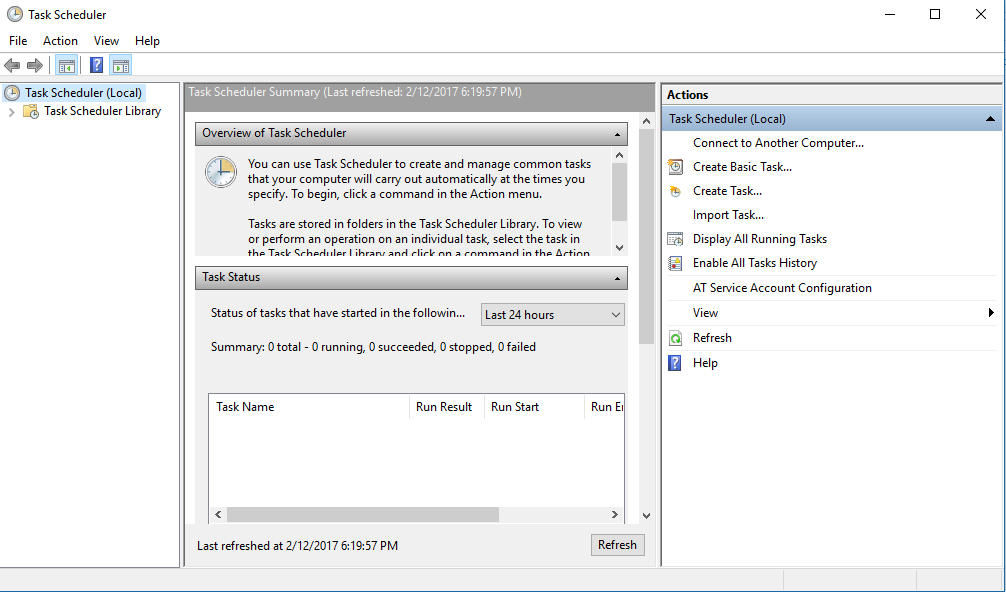 Task Scheduler
File Action View Help
Task Scheduler (Local)
Task Scheduler Library
Task Scheduler Summary (Last refreshed: 2/12/2017 6:19:57 PM)
Overview of Task Scheduler
You can use Task Scheduler to create and manage common tasks
that your computer will carry out automatically at the times you
specify. To begin, click a command in the Action menu.
Tasks are stored in folders in the Task Scheduler Library. To view
or perform an operation on an individual task, select the task in
the Task Scheduler Library and click on a command in the Action
Task Status
Status of tasks that have started in the followin... Last 24 hours
Summary: 0 total - 0 running, 0 succeeded, 0 stopped, 0 failed
Task Name Run Result Run Start Run
Last refreshed at 2/12/2017 6:19:57 PM Refresh
Actions
Task Scheduler (Local)
Connect to Another Computer...
Create Basic Task...
Create Task...
Import Task...
Display All Running Tasks
Enable All Tasks History
AT Service Account Configuration
View
Refresh
Help